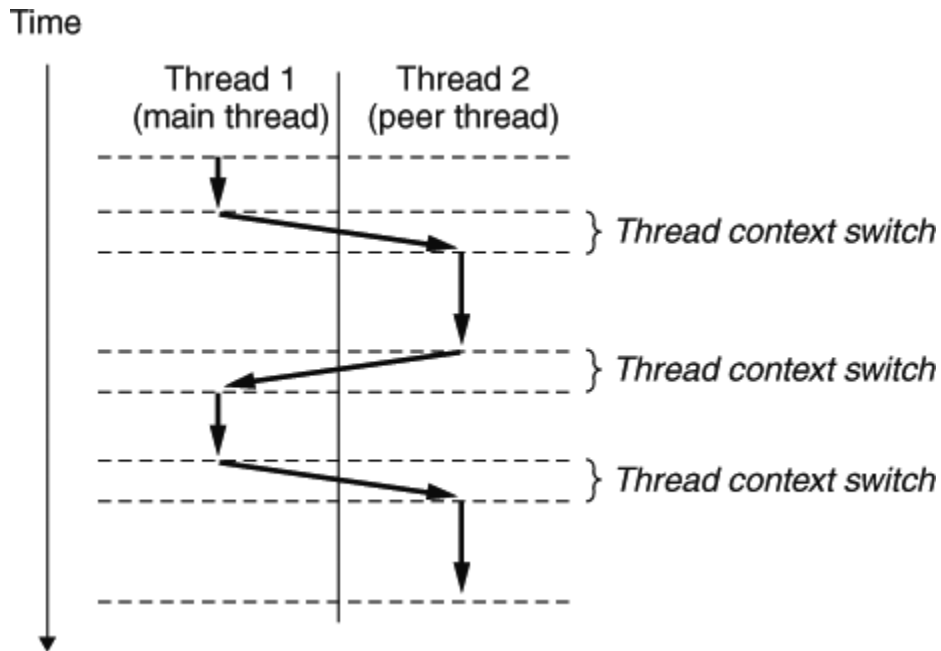 Time
Thread 1
(main thread)
Thread 2
(peer thread)
Thread context switch
Thread context switch
Thread context switch